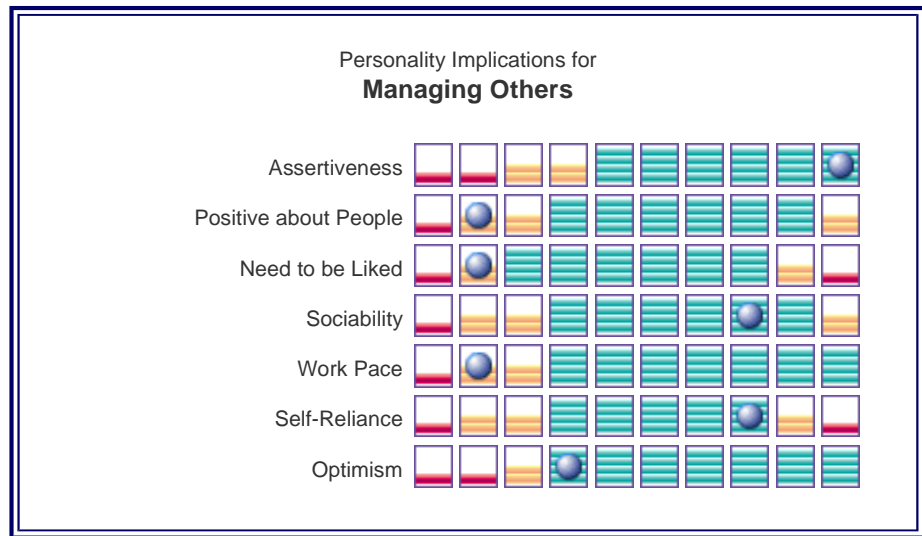 Personality Implications for
Managing Others
Assertiveness
Positive about People
Need to be Liked
Sociability
Work Pace
Self-Reliance
Optimism